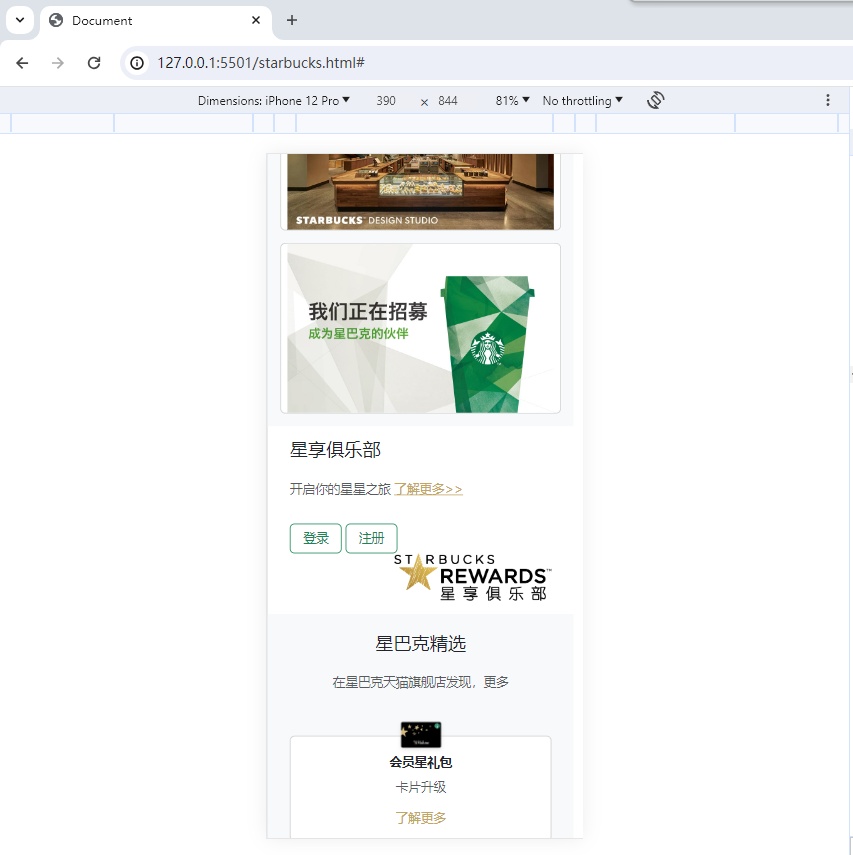 Document
127.0.0.1:5501/starbucks.html#
Dimensions: iPhone 12 Pro 390 × 844 81% No throttling
STARBUCKS™ DESIGN STUDIO
我们正在招募
成为星巴克的伙伴
星享俱乐部
开启你的星星之旅 了解更多>>
登录 注册
STARBUCKS
REWARDS™
星享俱乐部
星巴克精选
在星巴克天猫旗舰店发现，更多
会员星礼包
卡片升级
了解更多